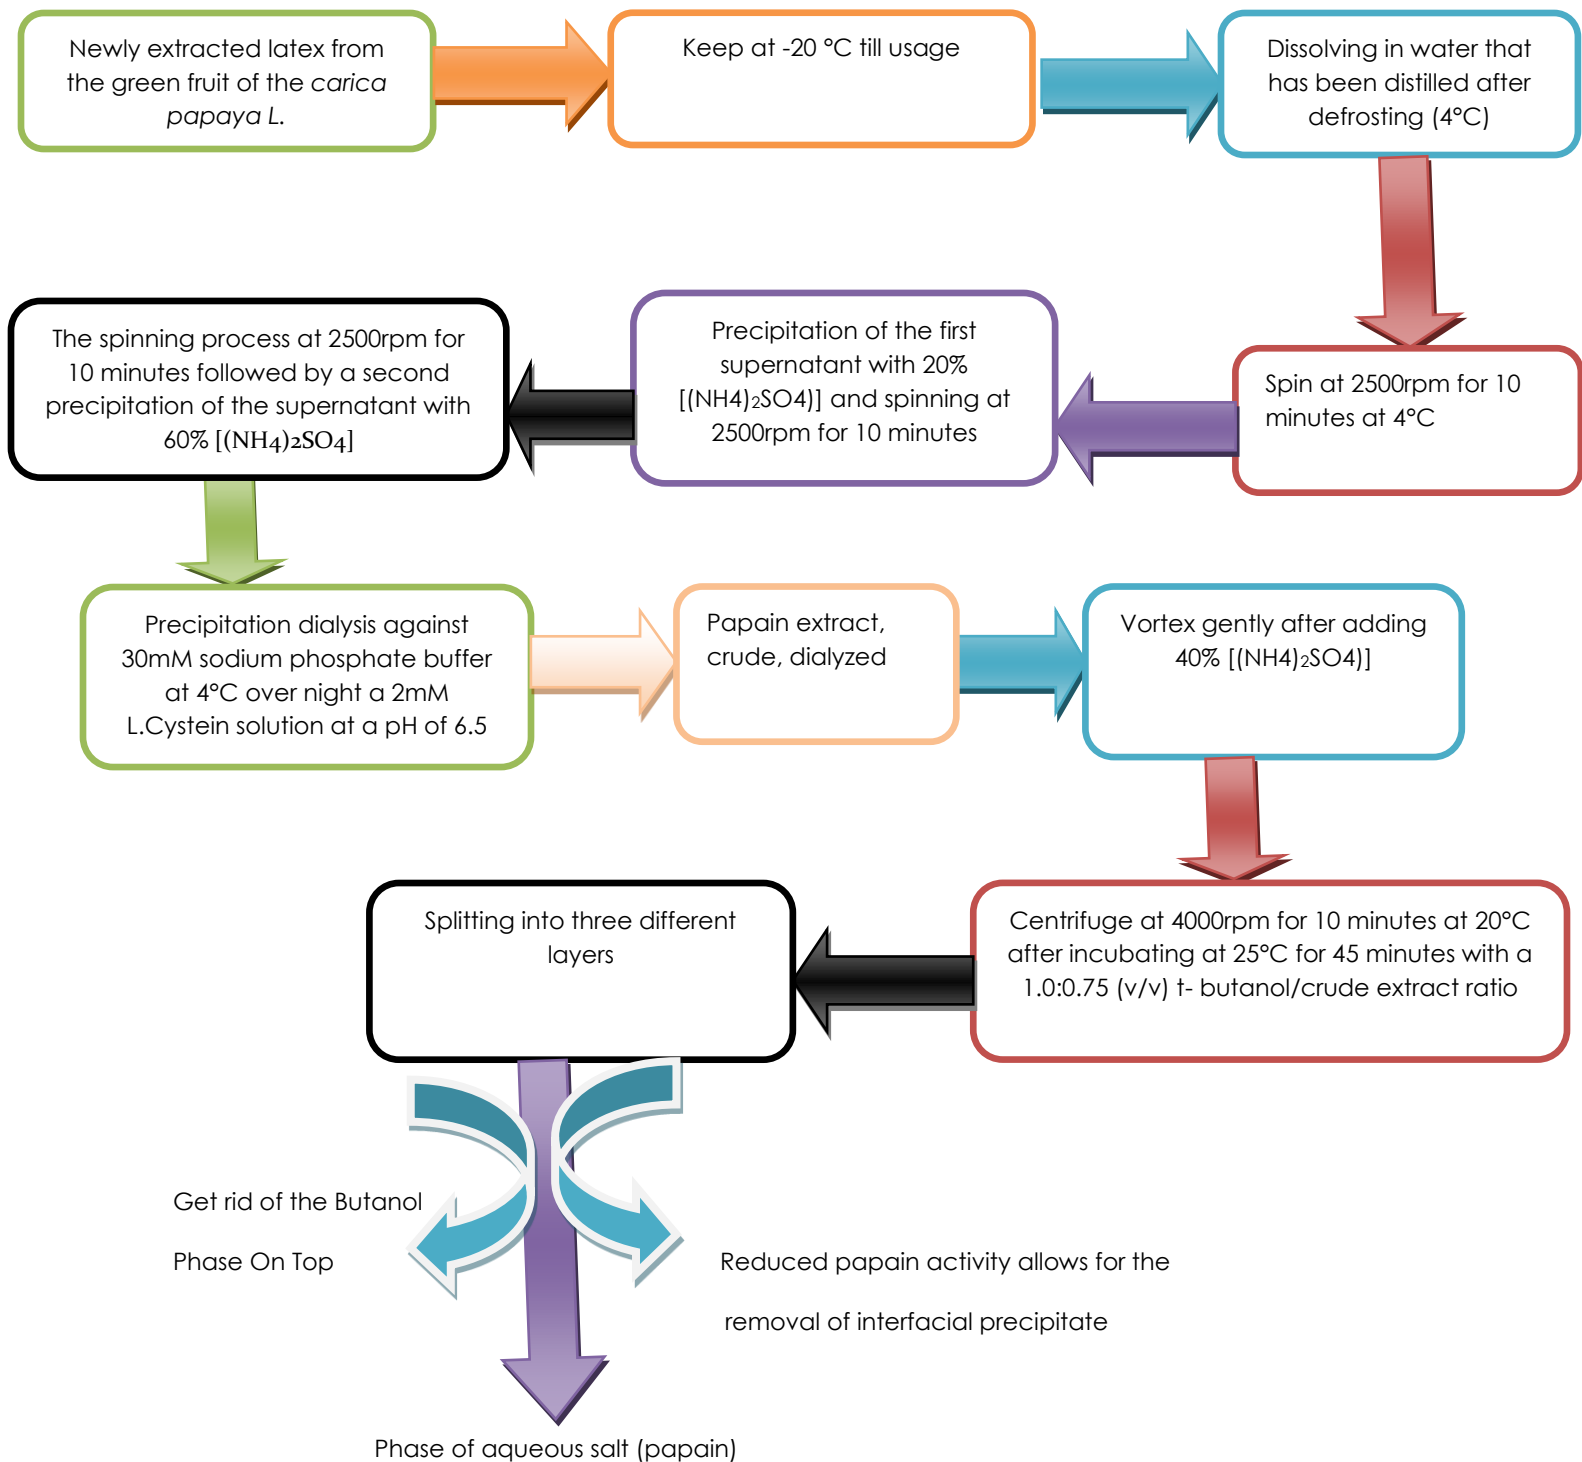 Newly extracted latex from
the green fruit of the carica
papaya L.
Keep at -20 °C till usage
Dissolving in water that
has been distilled after
defrosting (4°C)
Spin at 2500rpm for 10
minutes at 4°C
Precipitation of the first
supernatant with 20%
[(NH4)₂SO4)] and spinning at
2500rpm for 10 minutes
The spinning process at 2500rpm for
10 minutes followed by a second
precipitation of the supernatant with
60% [(NH4)2SO4]
Precipitation dialysis against
30mM sodium phosphate buffer
at 4°C over night a 2mM
L.Cystein solution at a pH of 6.5
Papain extract,
crude, dialyzed
Vortex gently after adding
40% [(NH4)₂SO4)]
Centrifuge at 4000rpm for 10 minutes at 20°C
after incubating at 25°C for 45 minutes with a
1.0:0.75 (v/v) t- butanol/crude extract ratio
Splitting into three different
layers
Get rid of the Butanol
Phase On Top
Reduced papain activity allows for the
removal of interfacial precipitate
Phase of aqueous salt (papain)